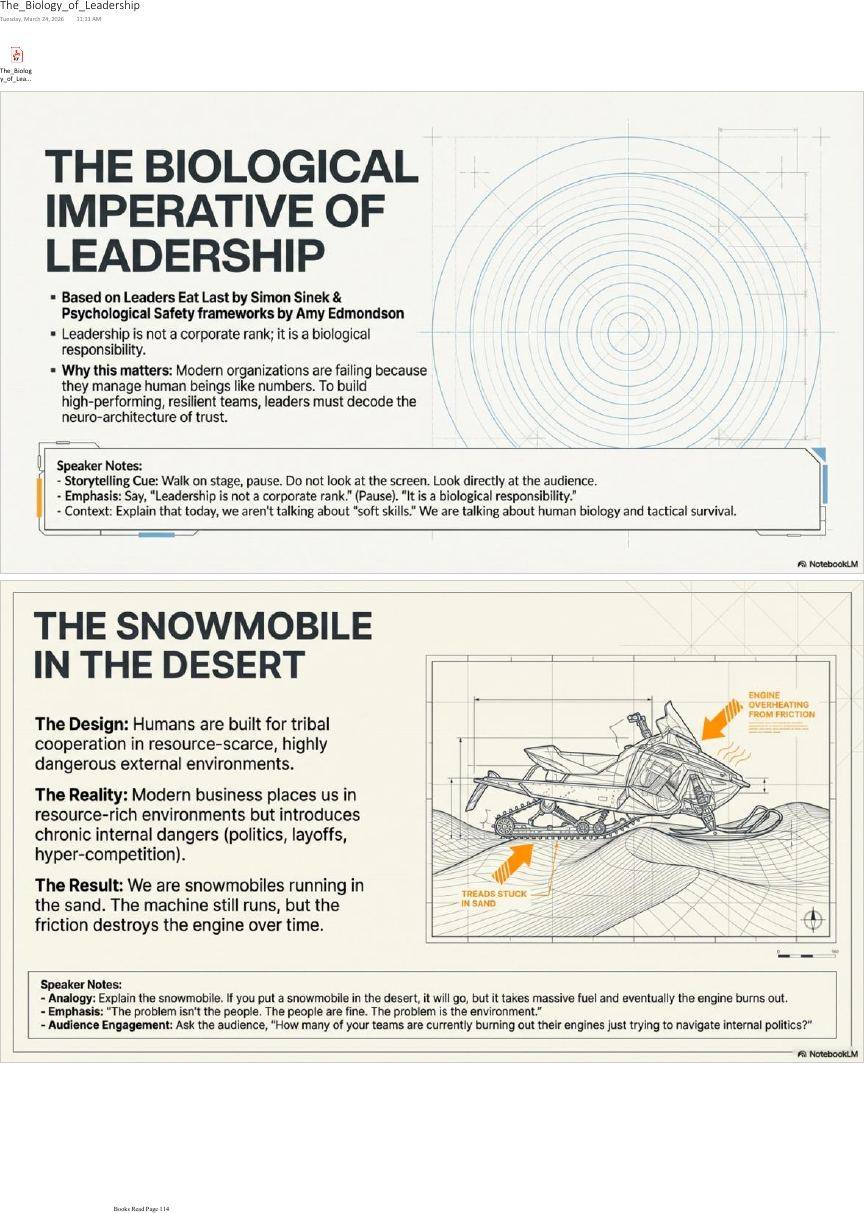 The_Biology_of_Leadership
Tuesday, March 24, 2026 11:11 AM
The_Biolog
y_of_Lea...
THE BIOLOGICAL
IMPERATIVE OF
LEADERSHIP
▪ Based on Leaders Eat Last by Simon Sinek &
Psychological Safety frameworks by Amy Edmondson
▪ Leadership is not a corporate rank; it is a biological
responsibility.
▪ Why this matters: Modern organizations are failing because
they manage human beings like numbers. To build
high-performing, resilient teams, leaders must decode the
neuro-architecture of trust.
Speaker Notes:
- Storytelling Cue: Walk on stage, pause. Do not look at the screen. Look directly at the audience.
- Emphasis: Say, “Leadership is not a corporate rank.” (Pause). “It is a biological responsibility.”
- Context: Explain that today, we aren't talking about “soft skills.” We are talking about human biology and tactical survival.
NotebookLM
THE SNOWMOBILE
IN THE DESERT
The Design: Humans are built for tribal
cooperation in resource-scarce, highly
dangerous external environments.
The Reality: Modern business places us in
resource-rich environments but introduces
chronic internal dangers (politics, layoffs,
hyper-competition).
The Result: We are snowmobiles running in
the sand. The machine still runs, but the
friction destroys the engine over time.
ENGINE
OVERHEATING
FROM FRICTION
TREADS STUCK
IN SAND
Speaker Notes:
- Analogy: Explain the snowmobile. If you put a snowmobile in the desert, it will go, but it takes massive fuel and eventually the engine burns out.
- Emphasis: “The problem isn't the people. The people are fine. The problem is the environment.”
- Audience Engagement: Ask the audience, “How many of your teams are currently burning out their engines just trying to navigate internal politics?”
NotebookLM
Books Read Page 114